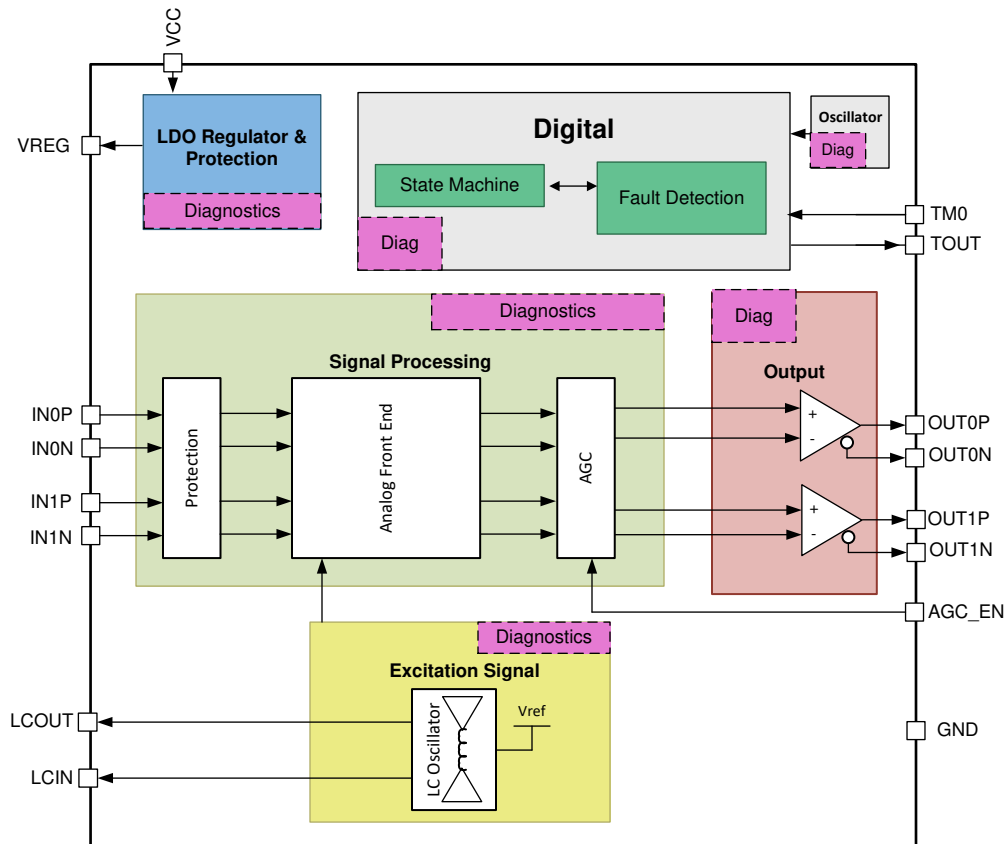 VCC
VREG
LDO Regulator &
Protection
Diagnostics
Digital
State Machine
Fault Detection
Diag
Oscillator
Diag
TM0
TOUT
Diagnostics
Signal Processing
Diag
Output
IN0P
IN0N
IN1P
IN1N
Protection
Analog Front End
AGC
+
-
+
-
OUT0P
OUT0N
OUT1P
OUT1N
AGC_EN
Diagnostics
Excitation Signal
LC Oscillator
Vref
LCOUT
LCIN
GND